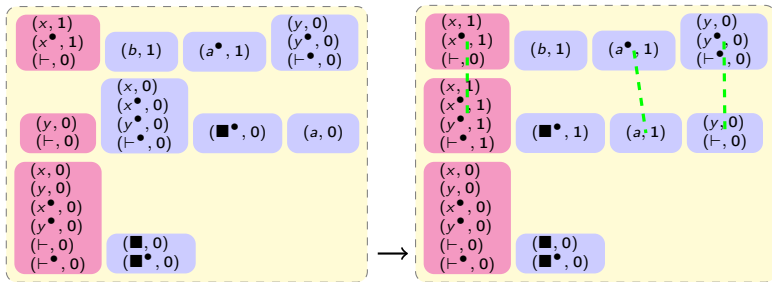 (x, 1)
(x•, 1)
(⊢, 0)
(b, 1)
(a•, 1)
(y, 0)
(y•, 0)
(⊢•, 0)
(y, 0)
(⊢, 0)
(x, 0)
(x•, 0)
(y•, 0)
(⊢•, 0)
(■•, 0)
(a, 0)
(x, 0)
(y, 0)
(x•, 0)
(y•, 0)
(⊢, 0)
(⊢•, 0)
(■, 0)
(■•, 0)
→
(x, 1)
(x•, 1)
(⊢, 0)
(b, 1)
(a•, 1)
(y, 0)
(y•, 0)
(⊢•, 0)
(x, 1)
(x•, 1)
(y•, 1)
(⊢•, 1)
(■•, 1)
(a, 1)
(y, 0)
(⊢, 0)
(x, 0)
(y, 0)
(x•, 0)
(y•, 0)
(⊢, 0)
(⊢•, 0)
(■, 0)
(■•, 0)